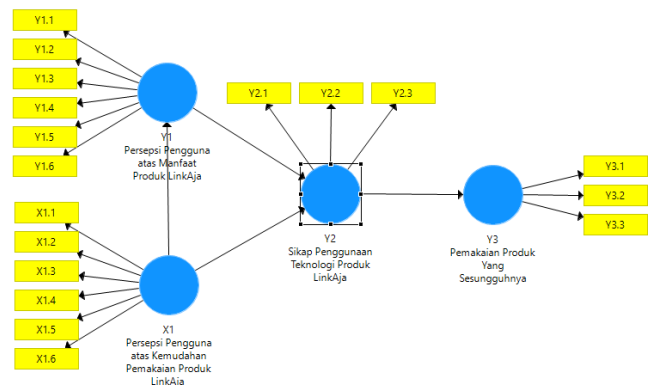 Y1.1
Y1.2
Y1.3
Y1.4
Y1.5
Y1.6
Y1
Persepsi Pengguna
atas Manfaat
Produk LinkAja
X1.1
X1.2
X1.3
X1.4
X1.5
X1.6
X1
Persepsi Pengguna
atas Kemudahan
Pemakaian Produk
LinkAja
Y2.1
Y2.2
Y2.3
Y2
Sikap Penggunaan
Teknologi Produk
LinkAja
Y3
Pemakaian Produk
Yang
Sesungguhnya
Y3.1
Y3.2
Y3.3